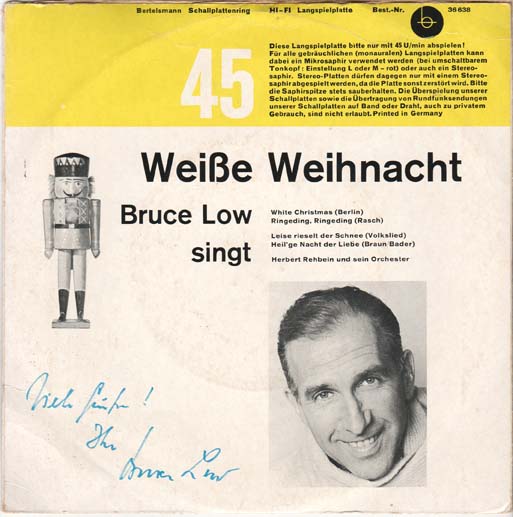 Bertelsmann Schallplattenring HI-FI Langspielplatte Best.-Nr. b 36638
45
Diese Langspielplatte bitte nur mit 45 U/min abspielen!
Für alle gebräuchlichen (monauralen) Langspielplatten kann
dabei ein Mikrosaphir verwendet werden (bei umschaltbarem
Tonkopf: Einstellung L oder M – rot) oder auch ein Stereo-
saphir. Stereo-Platten dürfen dagegen nur mit einem Stereo-
saphir abgespielt werden, da die Platte sonst zerstört wird. Bitte
die Saphirspitze stets sauberhalten. Die Überspielung unserer
Schallplatten sowie die Übertragung von Rundfunksendungen
unserer Schallplatten auf Band oder Draht, auch zu privatem
Gebrauch, sind nicht erlaubt. Printed in Germany
Weiße Weihnacht
Bruce Low
singt
White Christmas (Berlin)
Ringeding, Ringeding (Rasch)
Leise rieselt der Schnee (Volkslied)
Heil'ge Nacht der Liebe (Braun/Bader)
Herbert Rehbein und sein Orchester
Viele Grüße!
Ihr
Bruce Low